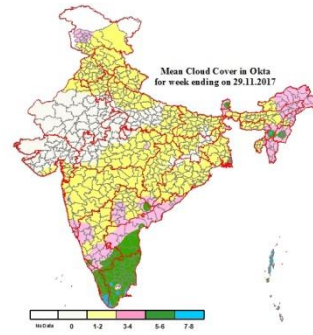 Mean Cloud Cover in Okta
for week ending on 29.11.2017
No Data 0 1-2 3-4 5-6 7-8